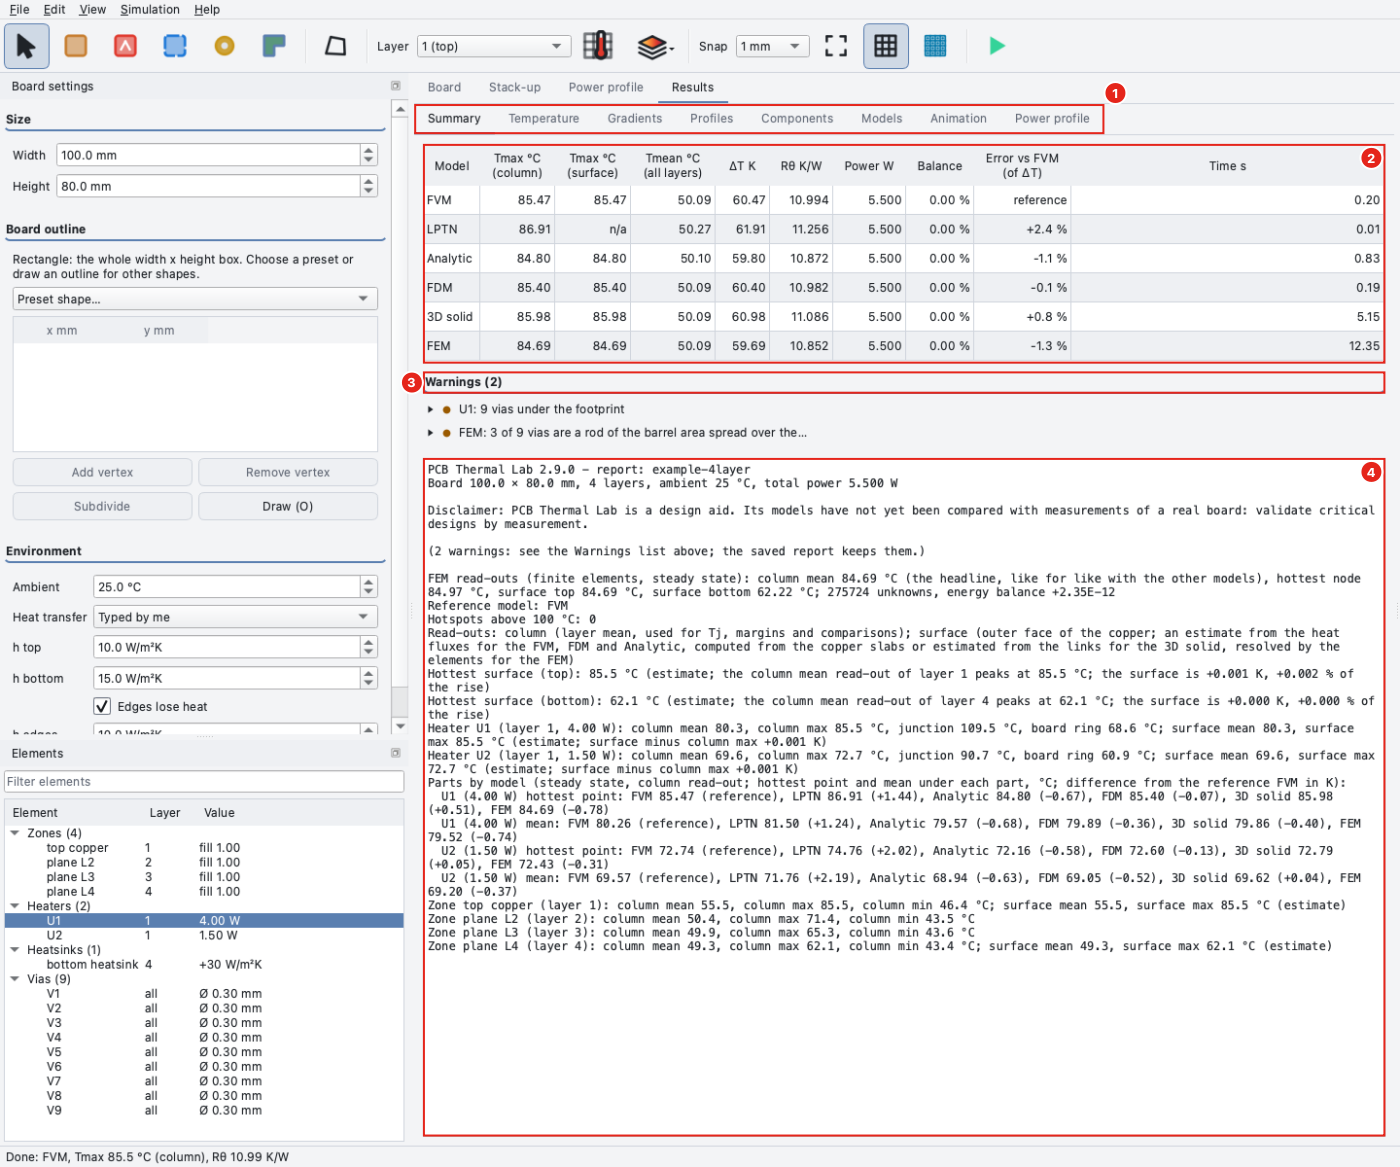 File Edit View Simulation Help
Layer 1 (top) Snap 1 mm
Board settings
Size
Width 100.0 mm
Height 80.0 mm
Board outline
Rectangle: the whole width x height box. Choose a preset or
draw an outline for other shapes.
Preset shape...
x mm y mm
Add vertex Remove vertex
Subdivide Draw (O)
Environment
Ambient 25.0 °C
Heat transfer Typed by me
h top 10.0 W/m²K
h bottom 15.0 W/m²K
Edges lose heat
h edges 10.0 W/m²K
Elements
Filter elements
Element Layer Value
Zones (4)
top copper 1 fill 1.00
plane L2 2 fill 1.00
plane L3 3 fill 1.00
plane L4 4 fill 1.00
Heaters (2)
U1 1 4.00 W
U2 1 1.50 W
Heatsinks (1)
bottom heatsink 4 +30 W/m²K
Vias (9)
V1 all Ø 0.30 mm
V2 all Ø 0.30 mm
V3 all Ø 0.30 mm
V4 all Ø 0.30 mm
V5 all Ø 0.30 mm
V6 all Ø 0.30 mm
V7 all Ø 0.30 mm
V8 all Ø 0.30 mm
V9 all Ø 0.30 mm
Board Stack-up Power profile Results
1
Summary Temperature Gradients Profiles Components Models Animation Power profile
2
Model Tmax °C (column) Tmax °C (surface) Tmean °C (all layers) ΔT K Rθ K/W Power W Balance Error vs FVM (of ΔT) Time s
FVM 85.47 85.47 50.09 60.47 10.994 5.500 0.00 % reference 0.20
LPTN 86.91 n/a 50.27 61.91 11.256 5.500 0.00 % +2.4 % 0.01
Analytic 84.80 84.80 50.10 59.80 10.872 5.500 0.00 % -1.1 % 0.83
FDM 85.40 85.40 50.09 60.40 10.982 5.500 0.00 % -0.1 % 0.19
3D solid 85.98 85.98 50.09 60.98 11.086 5.500 0.00 % +0.8 % 5.15
FEM 84.69 84.69 50.09 59.69 10.852 5.500 0.00 % -1.3 % 12.35
3
Warnings (2)
U1: 9 vias under the footprint
FEM: 3 of 9 vias are a rod of the barrel area spread over the...
4
PCB Thermal Lab 2.9.0 – report: example-4layer
Board 100.0 × 80.0 mm, 4 layers, ambient 25 °C, total power 5.500 W
Disclaimer: PCB Thermal Lab is a design aid. Its models have not yet been compared with measurements of a real board: validate critical
designs by measurement.
(2 warnings: see the Warnings list above; the saved report keeps them.)
FEM read-outs (finite elements, steady state): column mean 84.69 °C (the headline, like for like with the other models), hottest node
84.97 °C, surface top 84.69 °C, surface bottom 62.22 °C; 275724 unknowns, energy balance +2.35E-12
Reference model: FVM
Hotspots above 100 °C: 0
Read-outs: column (layer mean, used for Tj, margins and comparisons); surface (outer face of the copper; an estimate from the heat
fluxes for the FVM, FDM and Analytic, computed from the copper slabs or estimated from the links for the 3D solid, resolved by the
elements for the FEM)
Hottest surface (top): 85.5 °C (estimate; the column mean read-out of layer 1 peaks at 85.5 °C; the surface is +0.001 K, +0.002 % of
the rise)
Hottest surface (bottom): 62.1 °C (estimate; the column mean read-out of layer 4 peaks at 62.1 °C; the surface is +0.000 K, +0.000 % of
the rise)
Heater U1 (layer 1, 4.00 W): column mean 80.3, column max 85.5 °C, junction 109.5 °C, board ring 68.6 °C; surface mean 80.3, surface
max 85.5 °C (estimate; surface minus column max +0.001 K)
Heater U2 (layer 1, 1.50 W): column mean 69.6, column max 72.7 °C, junction 90.7 °C, board ring 60.9 °C; surface mean 69.6, surface max
72.7 °C (estimate; surface minus column max +0.001 K)
Parts by model (steady state, column read-out; hottest point and mean under each part, °C; difference from the reference FVM in K):
U1 (4.00 W) hottest point: FVM 85.47 (reference), LPTN 86.91 (+1.44), Analytic 84.80 (-0.67), FDM 85.40 (-0.07), 3D solid 85.98
(+0.51), FEM 84.69 (-0.78)
U1 (4.00 W) mean: FVM 80.26 (reference), LPTN 81.50 (+1.24), Analytic 79.57 (-0.68), FDM 79.89 (-0.36), 3D solid 79.86 (-0.40), FEM
79.52 (-0.74)
U2 (1.50 W) hottest point: FVM 72.74 (reference), LPTN 74.76 (+2.02), Analytic 72.16 (-0.58), FDM 72.60 (-0.13), 3D solid 72.79
(+0.05), FEM 72.43 (-0.31)
U2 (1.50 W) mean: FVM 69.57 (reference), LPTN 71.76 (+2.19), Analytic 68.94 (-0.63), FDM 69.05 (-0.52), 3D solid 69.62 (+0.04), FEM
69.20 (-0.37)
Zone top copper (layer 1): column mean 55.5, column max 85.5, column min 46.4 °C; surface mean 55.5, surface max 85.5 °C (estimate)
Zone plane L2 (layer 2): column mean 50.4, column max 71.4, column min 43.5 °C
Zone plane L3 (layer 3): column mean 49.9, column max 65.3, column min 43.6 °C
Zone plane L4 (layer 4): column mean 49.3, column max 62.1, column min 43.4 °C; surface mean 49.3, surface max 62.1 °C (estimate)
Done: FVM, Tmax 85.5 °C (column), Rθ 10.99 K/W